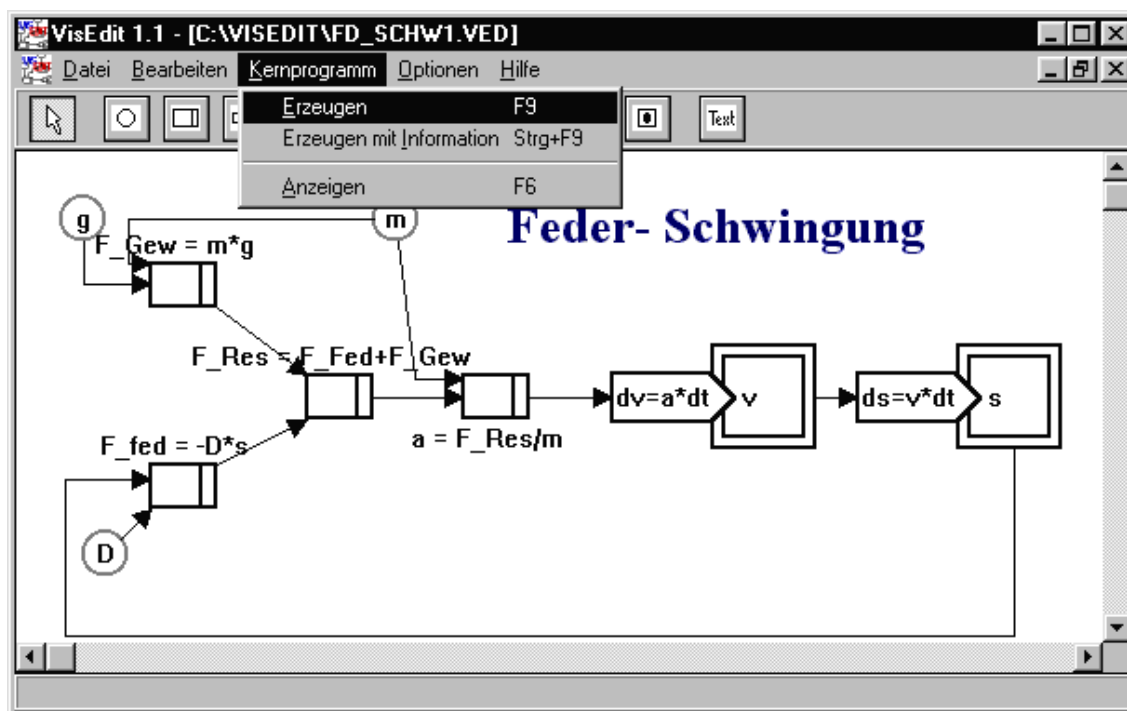 VisEdit 1.1 - [C:\VISEDIT\FD_SCHW1.VED]
Datei Bearbeiten Kernprogramm Optionen Hilfe
Erzeugen F9
Erzeugen mit Information Strg+F9
Anzeigen F6
Text
Feder- Schwingung
g
m
F_Gew = m*g
F_Res = F_Fed+F_Gew
dv=a*dt v
ds=v*dt s
a = F_Res/m
F_fed = -D*s
D